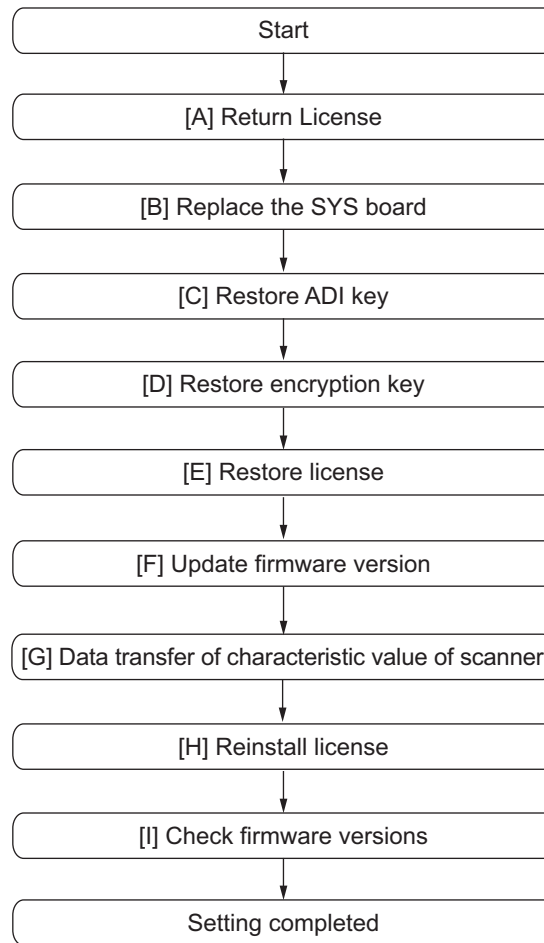 Start
[A] Return License
[B] Replace the SYS board
[C] Restore ADI key
[D] Restore encryption key
[E] Restore license
[F] Update firmware version
[G] Data transfer of characteristic value of scanner
[H] Reinstall license
[I] Check firmware versions
Setting completed